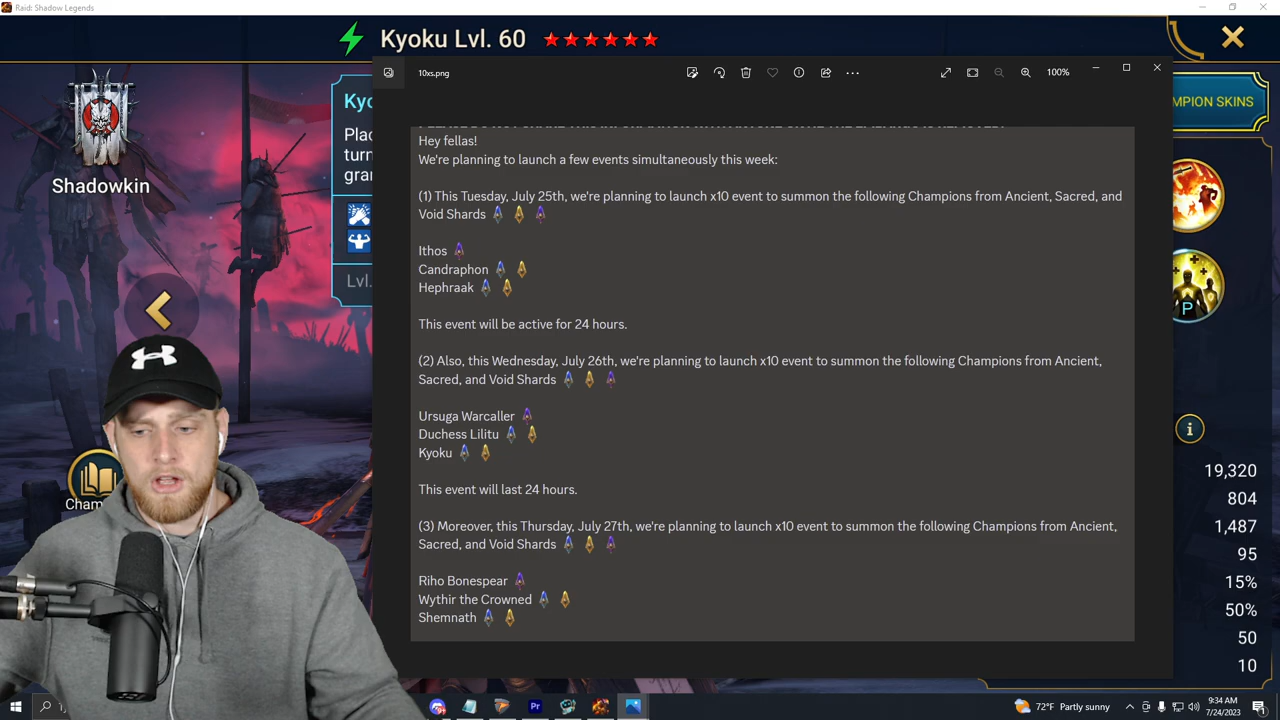 Raid: Shadow Legends
Kyoku Lvl. 60
10xs.png
100%
MPION SKINS
Kyo
Plac
turn
gran
Shadowkin
Hey fellas!
We're planning to launch a few events simultaneously this week:
(1) This Tuesday, July 25th, we're planning to launch x10 event to summon the following Champions from Ancient, Sacred, and
Void Shards
Ithos
Candraphon
Hephraak
This event will be active for 24 hours.
(2) Also, this Wednesday, July 26th, we're planning to launch x10 event to summon the following Champions from Ancient,
Sacred, and Void Shards
Ursuga Warcaller
Duchess Lilitu
Kyoku
This event will last 24 hours.
(3) Moreover, this Thursday, July 27th, we're planning to launch x10 event to summon the following Champions from Ancient,
Sacred, and Void Shards
Riho Bonespear
Wythir the Crowned
Shemnath
Lvl.
P
Cham
19,320
804
1,487
95
15%
50%
50
10
Pr
72°F Partly sunny
9:34 AM
7/24/2023